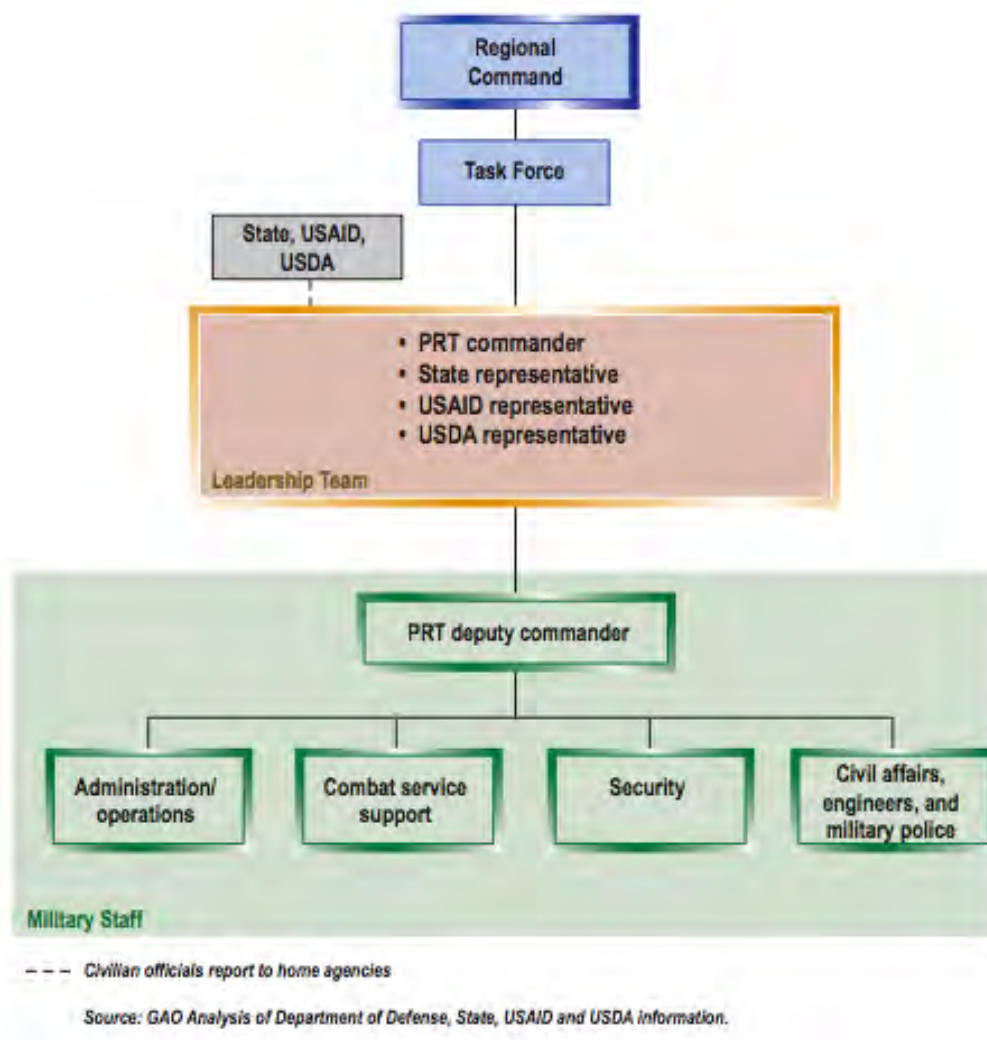 Regional
Command
Task Force
State, USAID,
USDA
• PRT commander
• State representative
• USAID representative
• USDA representative
Leadership Team
PRT deputy commander
Administration/
operations
Combat service
support
Security
Civil affairs,
engineers, and
military police
Military Staff
--- Civilian officials report to home agencies
Source: GAO Analysis of Department of Defense, State, USAID and USDA information.